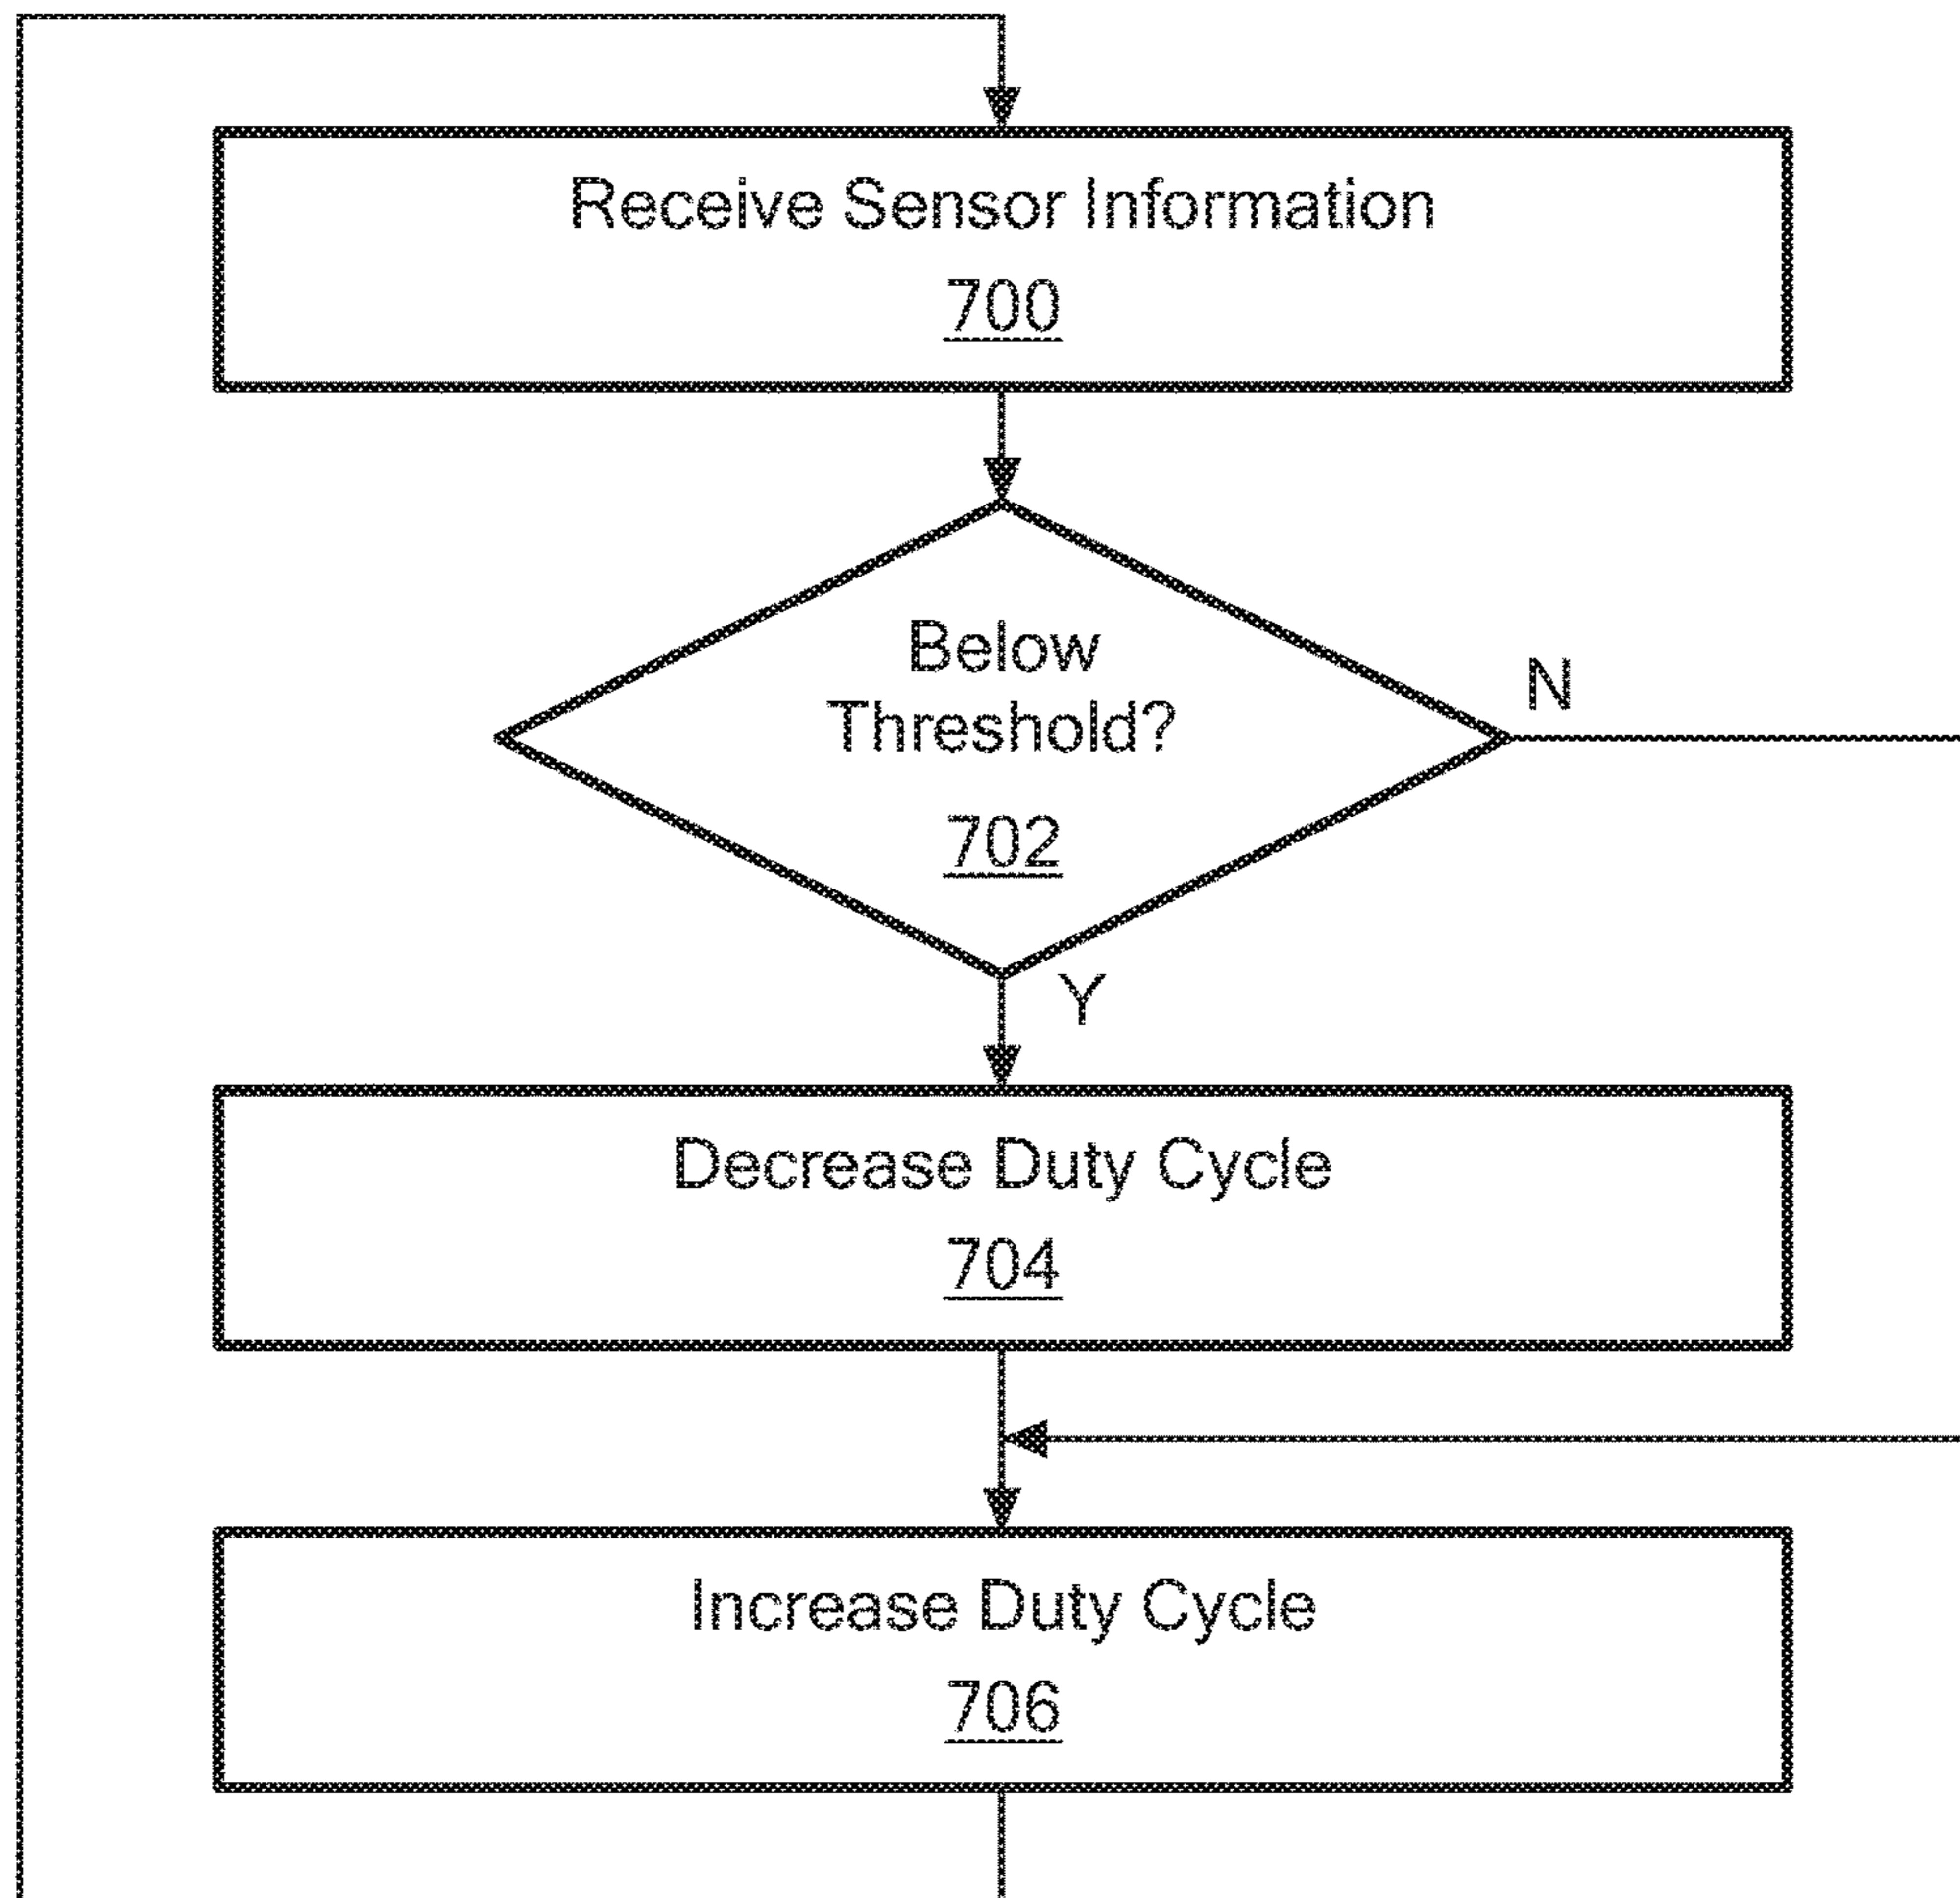 Receive Sensor Information
700
Below
Threshold?
702
N
Y
Decrease Duty Cycle
704
Increase Duty Cycle
706